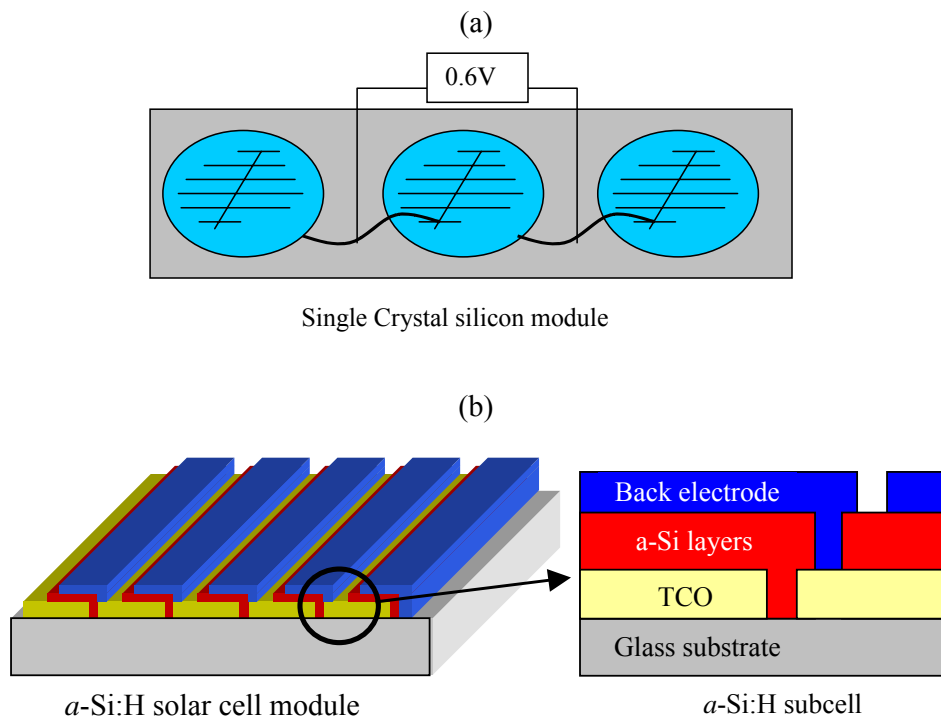 (a)
0.6V
Single Crystal silicon module
(b)
Back electrode
a-Si layers
TCO
Glass substrate
a-Si:H solar cell module
a-Si:H subcell